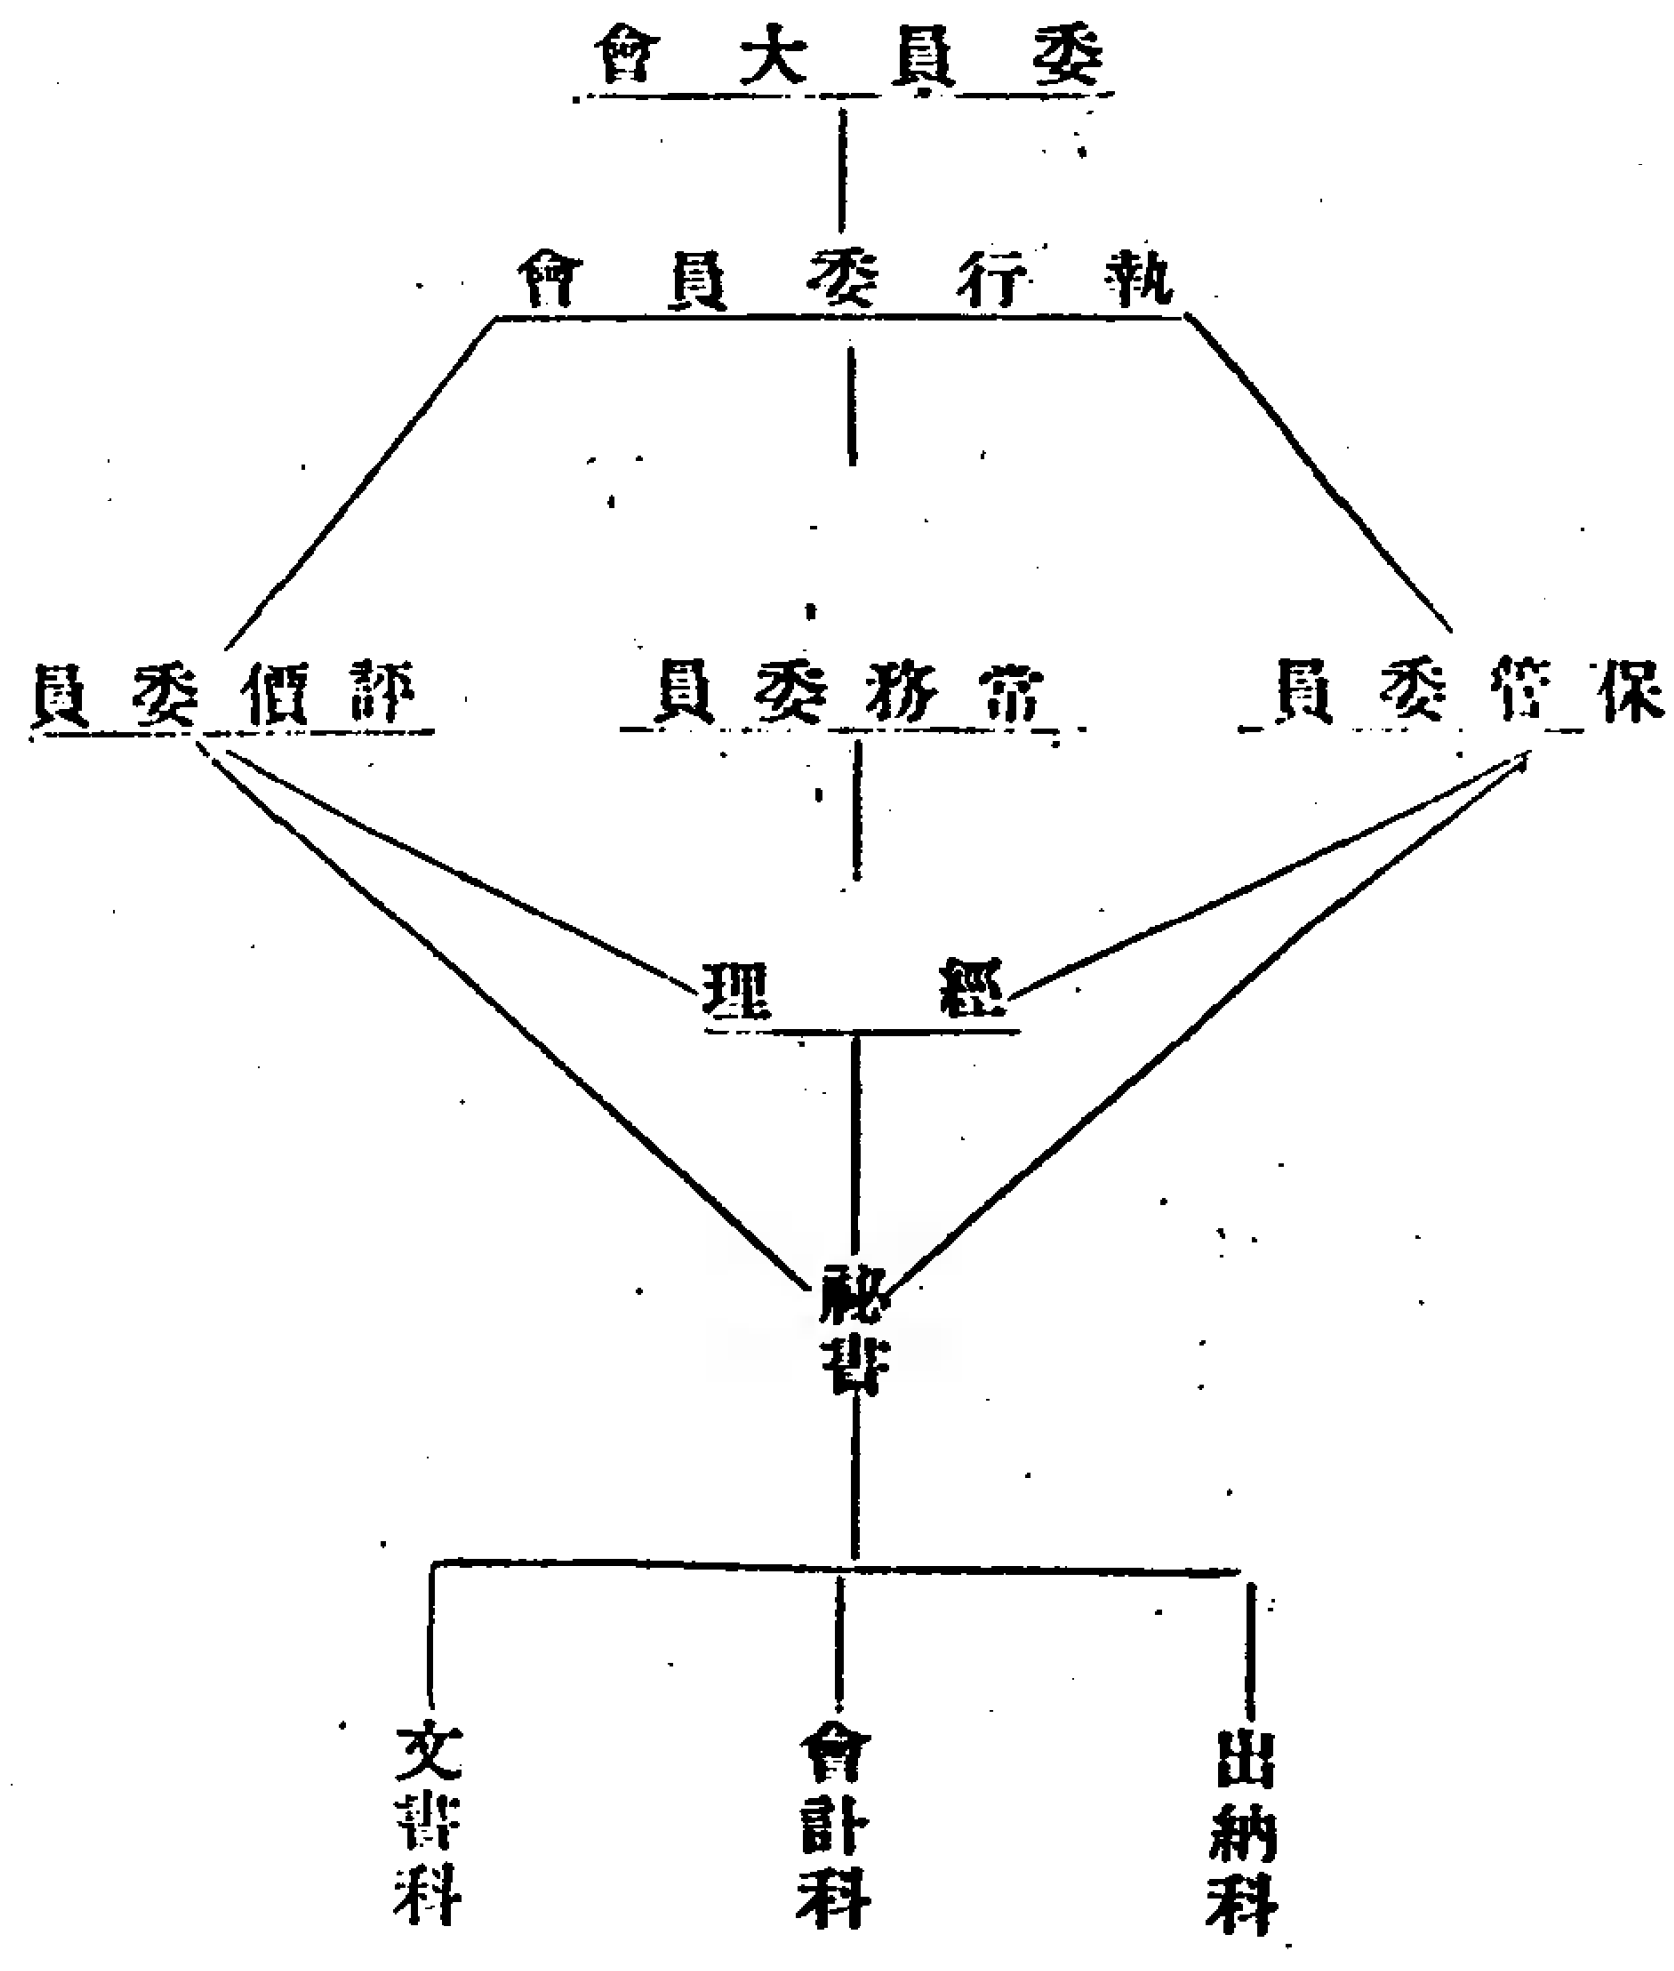 委員大會
執行委員會
保管委員
常務委員
評價委員
經理
祕書
出納科
會計科
文書科